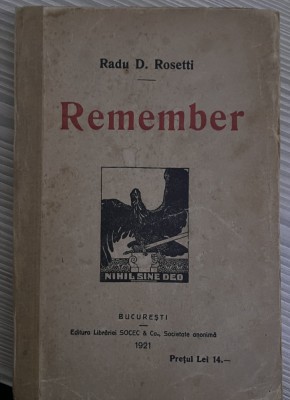 Radu D. Rosetti
Remember
NIHIL SINE DEO
BUCUREȘTI
Editura Librăriei SOCEC & Co., Societate anonimă
1921
Prețul Lei 14.—